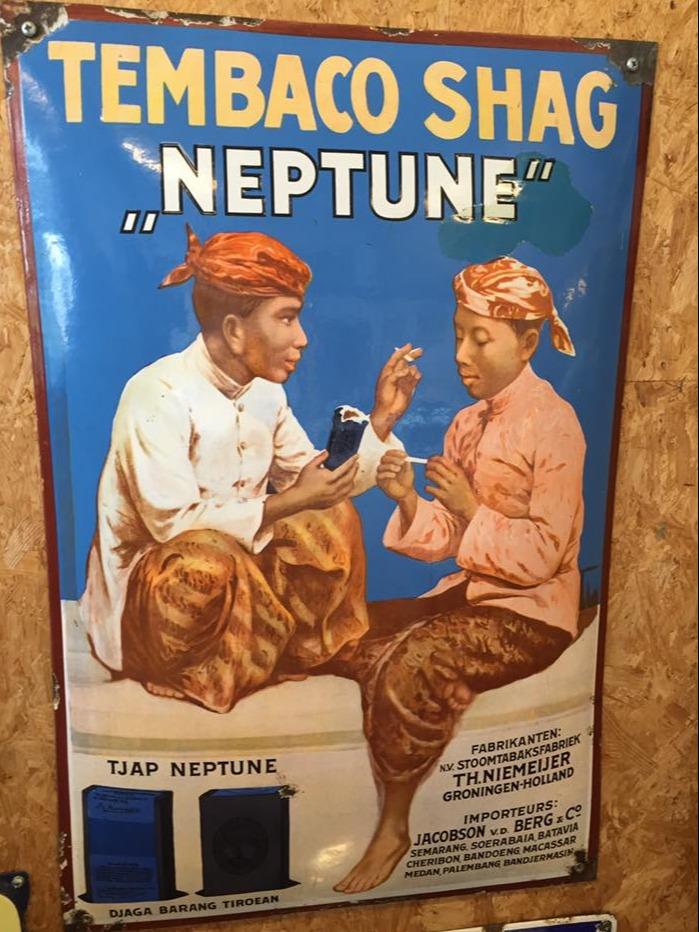 TEMBACO SHAG
„NEPTUNE"
TJAP NEPTUNE
DJAGA BARANG TIROEAN
FABRIKANTEN:
N.V. STOOMTABAKSFABRIEK
TH. NIEMEIJER
GRONINGEN-HOLLAND
IMPORTEURS:
JACOBSON v.d. BERG & Co
SEMARANG, SOERABAIA, BATAVIA
CHERIBON, BANDOENG, MACASSAR
MEDAN, PALEMBANG, BANDJERMASIN